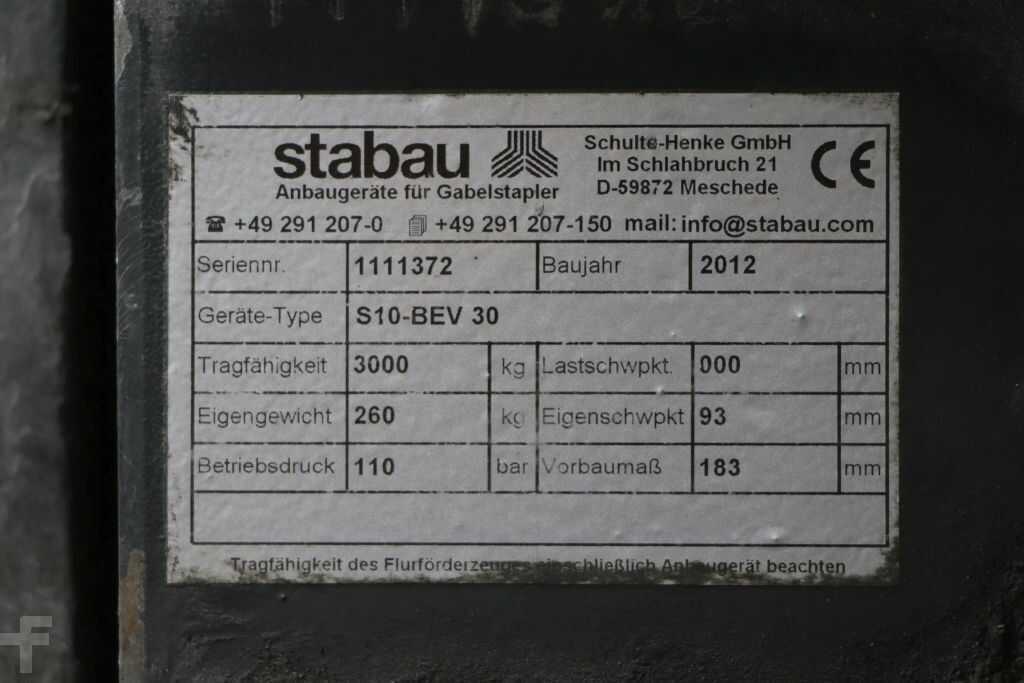 stabau
Anbaugeräte für Gabelstapler
Schulte-Henke GmbH
Im Schlahbruch 21
D-59872 Meschede
CE
☎ +49 291 207-0 +49 291 207-150 mail: info@stabau.com
Seriennr. 1111372 Baujahr 2012
Geräte-Type S10-BEV 30
Tragfähigkeit 3000 kg Lastschwpkt. 000 mm
Eigengewicht 260 kg Eigenschwpkt 93 mm
Betriebsdruck 110 bar Vorbaumaß 183 mm
Tragfähigkeit des Flurförderzeuges einschließlich Anbaugerät beachten
F